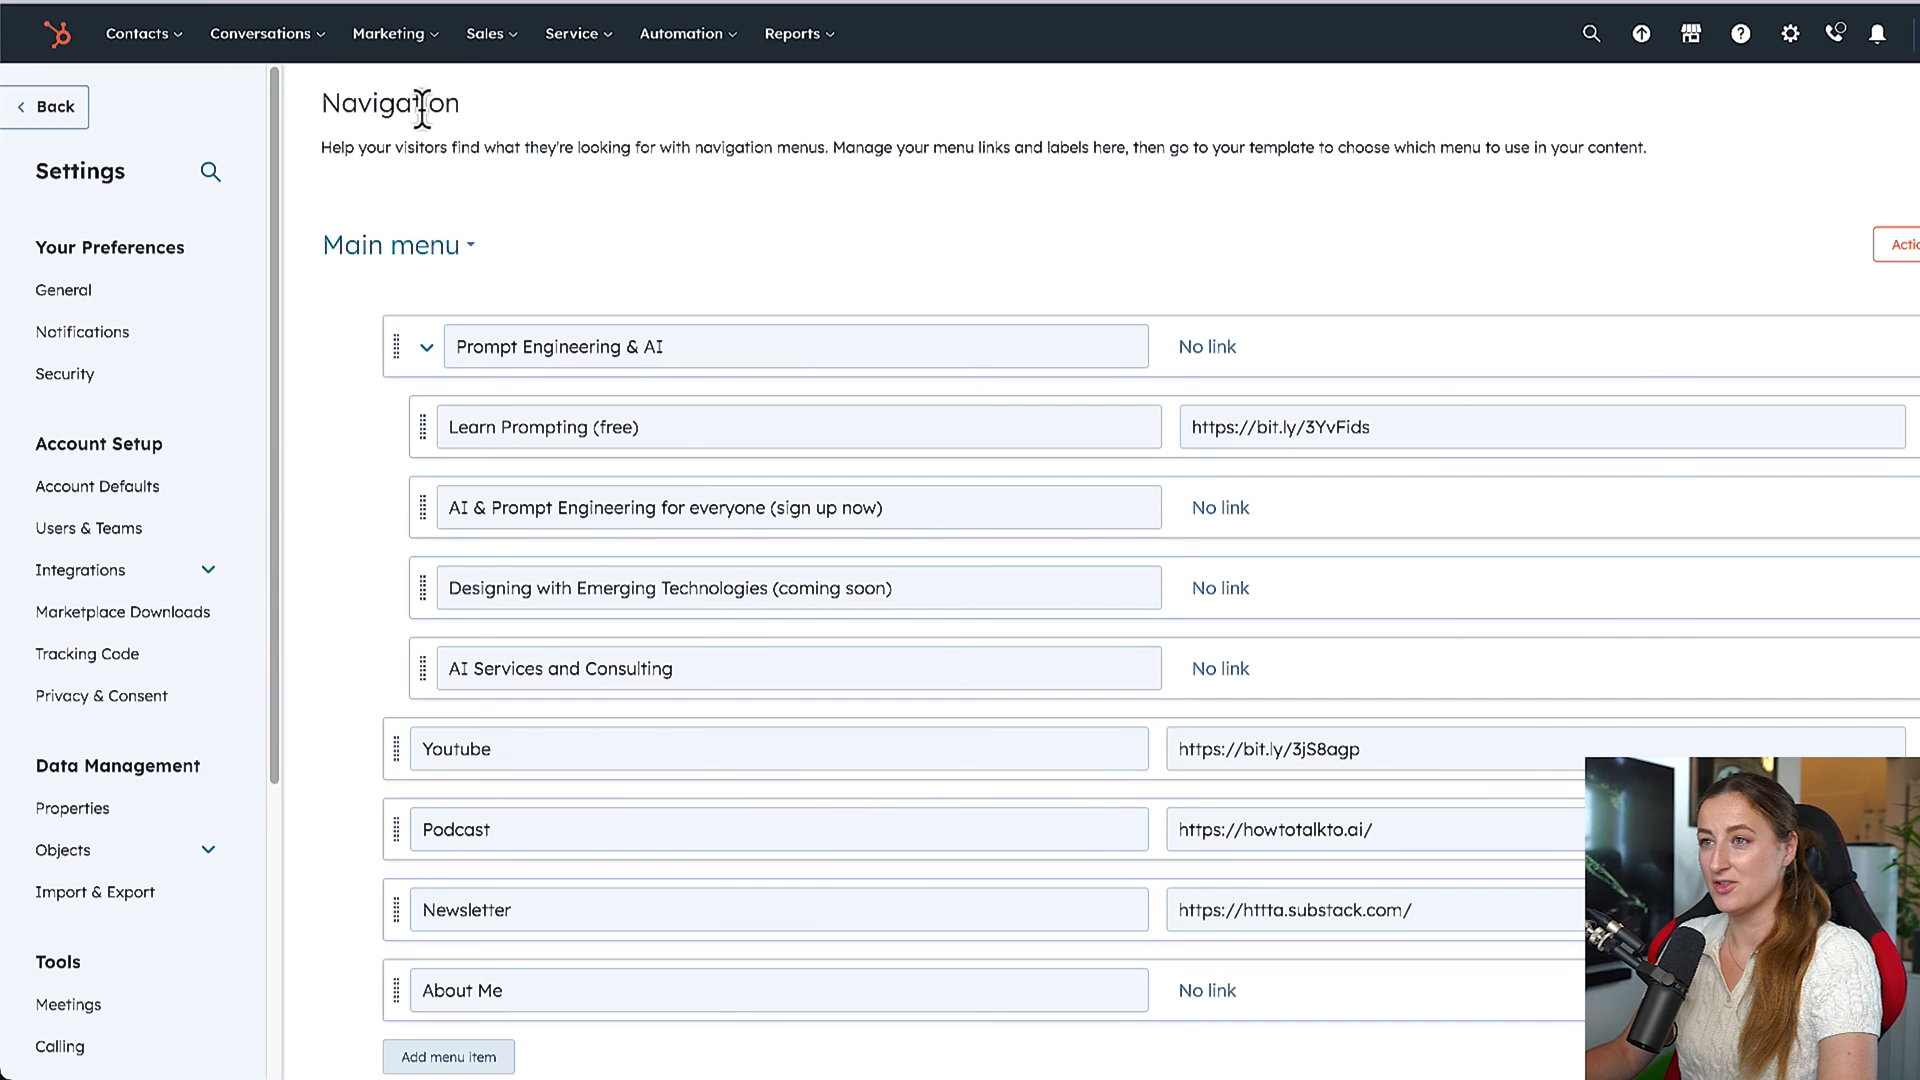 Contacts
Conversations
Marketing
Sales
Service
Automation
Reports
Back
Settings
Your Preferences
General
Notifications
Security
Account Setup
Account Defaults
Users & Teams
Integrations
Marketplace Downloads
Tracking Code
Privacy & Consent
Data Management
Properties
Objects
Import & Export
Tools
Meetings
Calling
Navigation
Help your visitors find what they're looking for with navigation menus. Manage your menu links and labels here, then go to your template to choose which menu to use in your content.
Main menu
Prompt Engineering & AI No link
Learn Prompting (free) https://bit.ly/3YvFids
AI & Prompt Engineering for everyone (sign up now) No link
Designing with Emerging Technologies (coming soon) No link
AI Services and Consulting No link
Youtube https://bit.ly/3jS8agp
Podcast https://howtotalkto.ai/
Newsletter https://httta.substack.com/
About Me No link
Add menu item